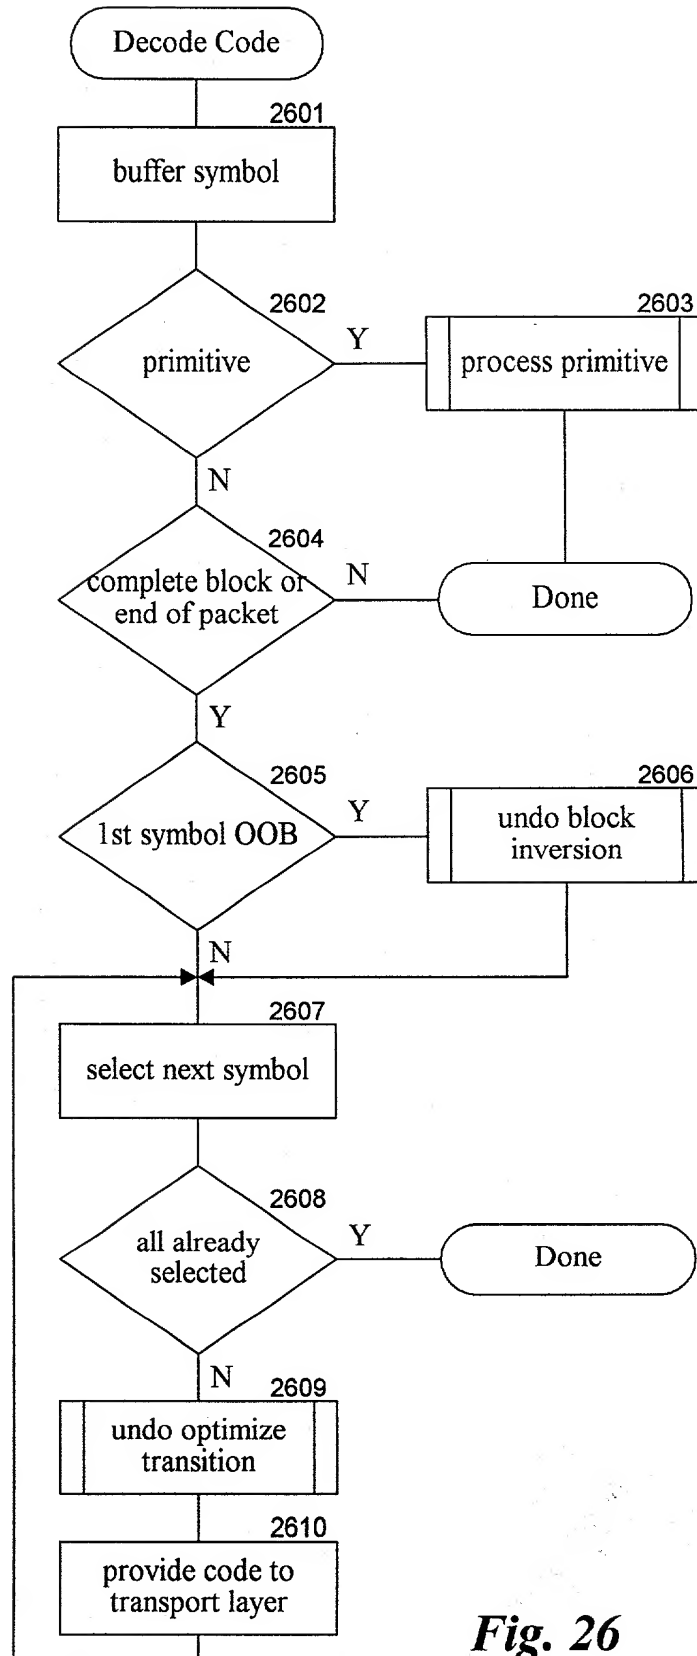 Decode Code
2601
buffer symbol
2602
primitive
Y
2603
process primitive
N
2604
complete block or
end of packet
N
Done
Y
2605
1st symbol OOB
Y
2606
undo block
inversion
N
2607
select next symbol
2608
all already
selected
Y
Done
N
2609
undo optimize
transition
2610
provide code to
transport layer
Fig. 26